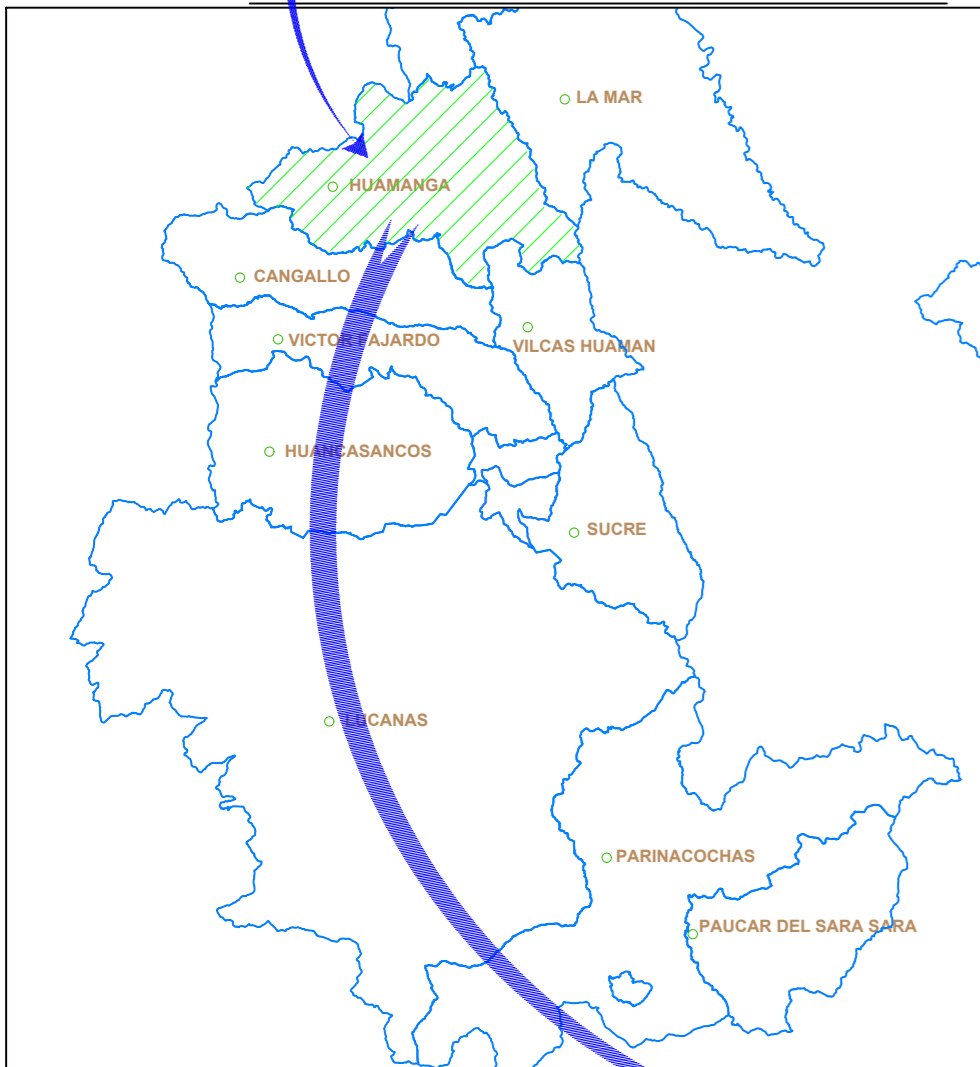 LA MAR
HUAMANGA
CANGALLO
VICTOR FAJARDO
VILCAS HUAMAN
HUANCASANCOS
SUCRE
LUCANAS
PARINACOCHAS
PAUCAR DEL SARA SARA